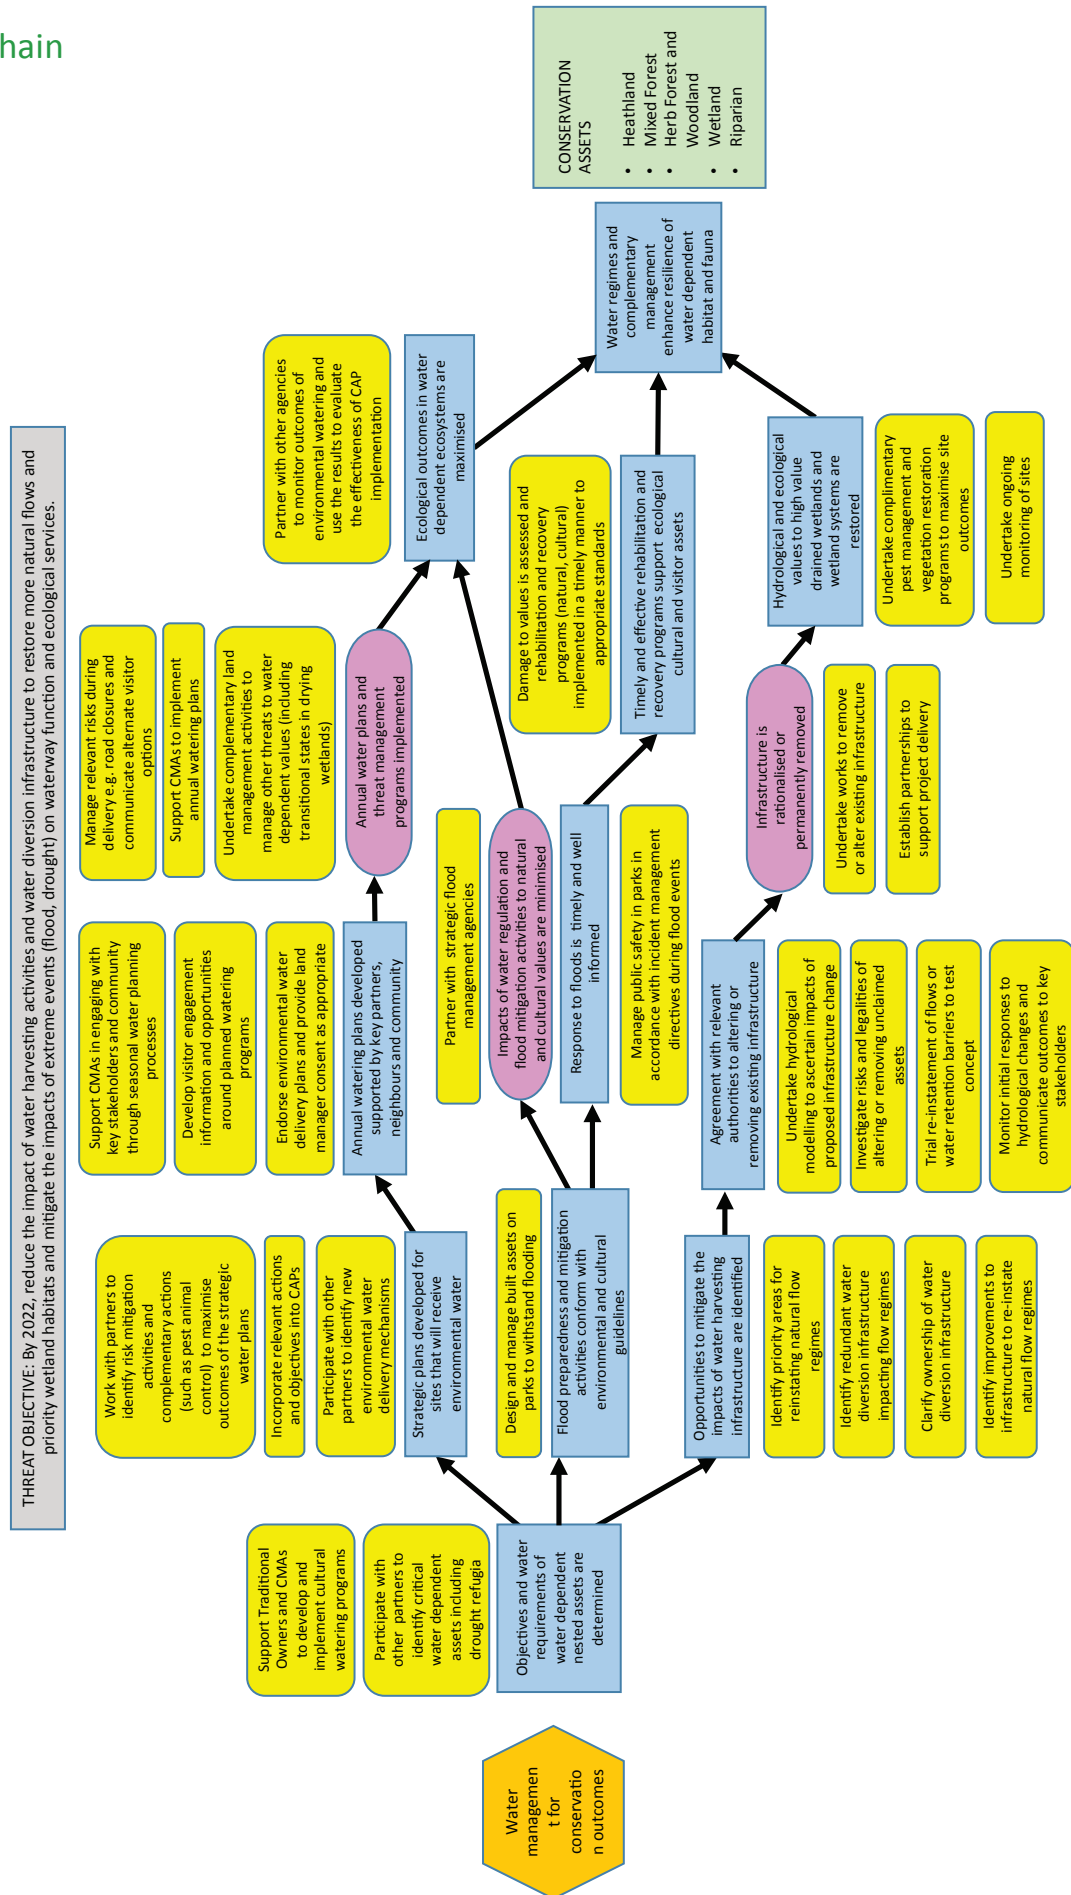 hain
THREAT OBJECTIVE: By 2022, reduce the impact of water harvesting activities and water diversion infrastructure to restore more natural flows and
priority wetland habitats and mitigate the impacts of extreme events (flood, drought) on waterway function and ecological services.
Water
managemen
t for
conservatio
n outcomes
Support Traditional
Owners and CMAs
to develop and
implement cultural
watering programs
Participate with
other partners to
identify critical
water dependent
assets including
drought refugia
Objectives and water
requirements of
water dependent
nested assets are
determined
Work with partners to
identify risk mitigation
activities and
complementary actions
(such as pest animal
control) to maximise
outcomes of the strategic
water plans
Incorporate relevant actions
and objectives into CAPs
Participate with other
partners to identify new
environmental water
delivery mechanisms
Strategic plans developed for
sites that will receive
environmental water
Design and manage built assets on
parks to withstand flooding
Flood preparedness and mitigation
activities conform with
environmental and cultural
guidelines
Opportunities to mitigate the
impacts of water harvesting
infrastructure are identified
Identify priority areas for
reinstating natural flow
regimes
Identify redundant water
diversion infrastructure
impacting flow regimes
Clarify ownership of water
diversion infrastructure
Identify improvements to
infrastructure to re-instate
natural flow regimes
Support CMAs in engaging with
key stakeholders and community
through seasonal water planning
processes
Develop visitor engagement
information and opportunities
around planned watering
programs
Endorse environmental water
delivery plans and provide land
manager consent as appropriate
Annual watering plans developed
supported by key partners,
neighbours and community
Partner with strategic flood
management agencies
Impacts of water regulation and
flood mitigation activities to natural
and cultural values are minimised
Response to floods is timely and well
informed
Manage public safety in parks in
accordance with incident management
directives during flood events
Agreement with relevant
authorities to altering or
removing existing infrastructure
Undertake hydrological
modelling to ascertain impacts of
proposed infrastructure change
Investigate risks and legalities of
altering or removing unclaimed
assets
Trial re-instatement of flows or
water retention barriers to test
concept
Monitor initial responses to
hydrological changes and
communicate outcomes to key
stakeholders
Manage relevant risks during
delivery e.g. road closures and
communicate alternate visitor
options
Support CMAs to implement
annual watering plans
Undertake complementary land
management activities to
manage other threats to water
dependent values (including
transitional states in drying
wetlands)
Annual water plans and
threat management
programs implemented
Infrastructure is
rationalised or
permanently removed
Undertake works to remove
or alter existing infrastructure
Establish partnerships to
support project delivery
Partner with other agencies
to monitor outcomes of
environmental watering and
use the results to evaluate
the effectiveness of CAP
implementation
Ecological outcomes in water
dependent ecosystems are
maximised
Damage to values is assessed and
rehabilitation and recovery
programs (natural, cultural)
implemented in a timely manner to
appropriate standards
Timely and effective rehabilitation and
recovery programs support ecological
cultural and visitor assets
Hydrological and ecological
values to high value
drained wetlands and
wetland systems are
restored
Undertake complimentary
pest management and
vegetation restoration
programs to maximise site
outcomes
Undertake ongoing
monitoring of sites
Water regimes and
complementary
management
enhance resilience of
water dependent
habitat and fauna
CONSERVATION
ASSETS
• Heathland
• Mixed Forest
• Herb Forest and
Woodland
• Wetland
• Riparian